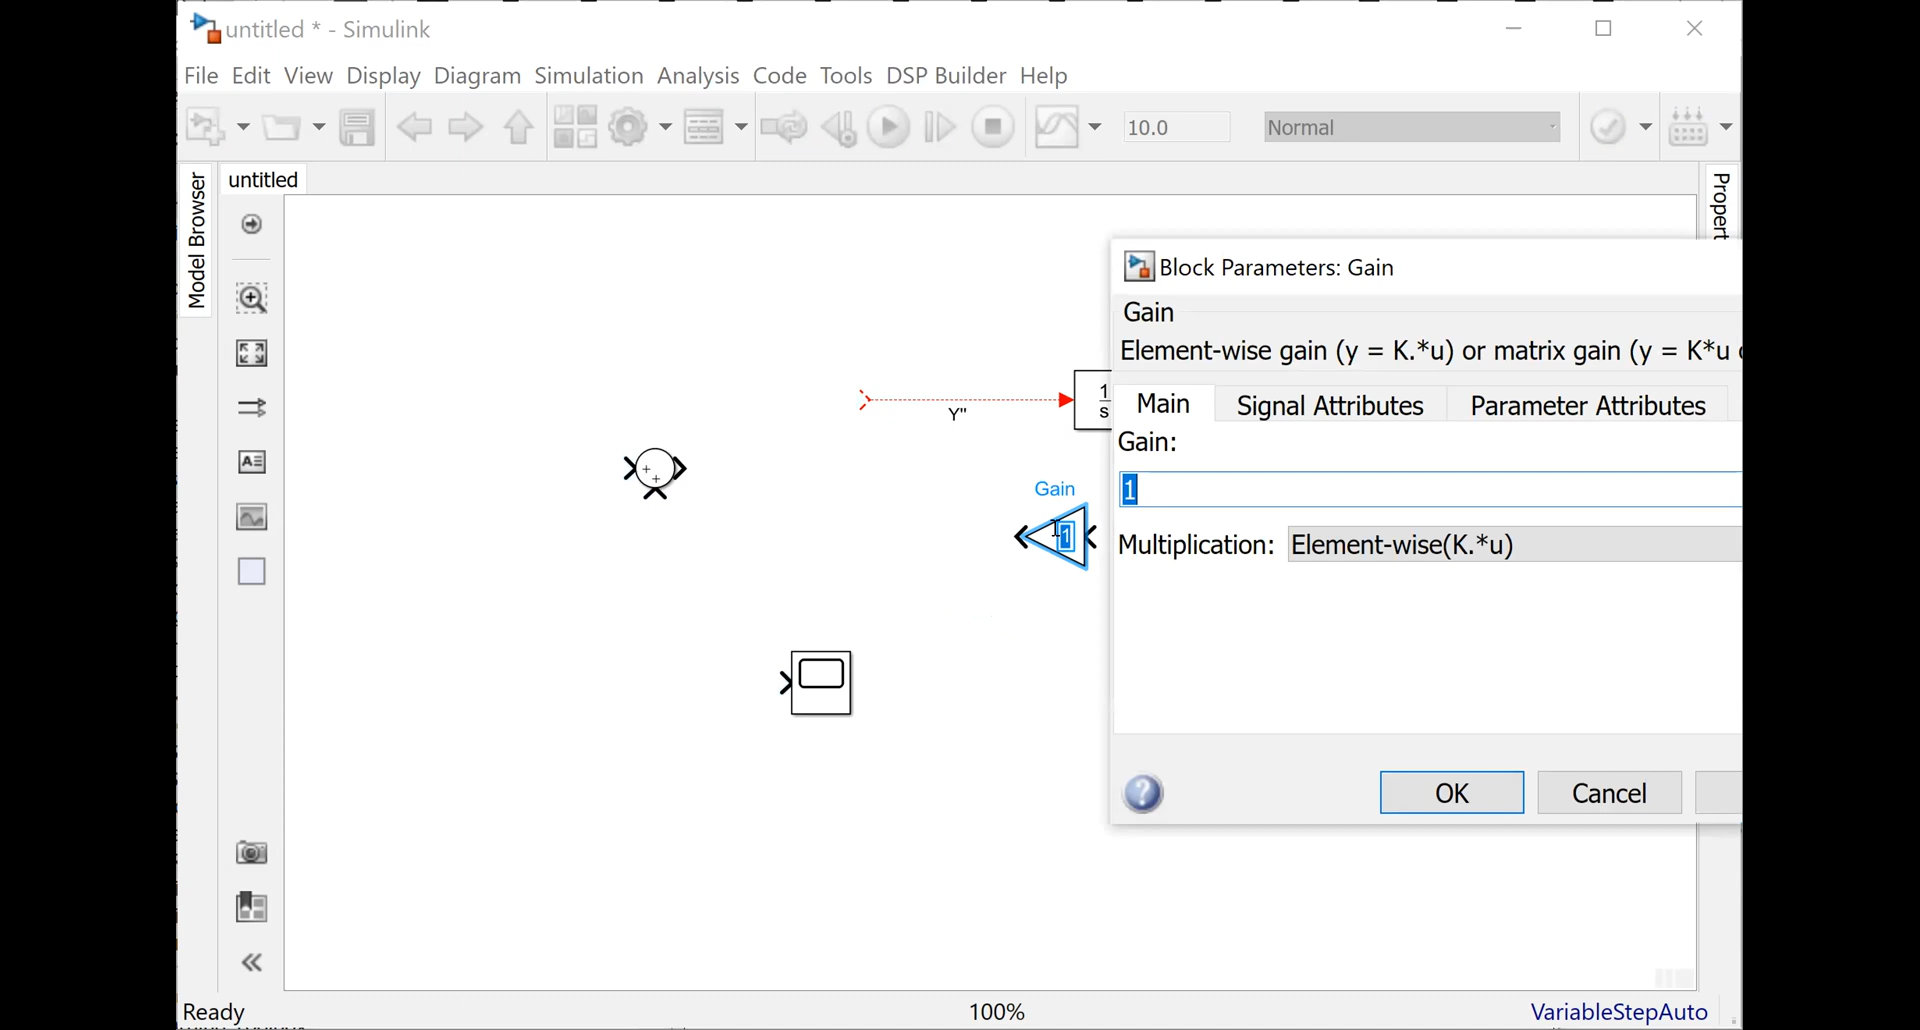 untitled * - Simulink
File Edit View Display Diagram Simulation Analysis Code Tools DSP Builder Help
10.0
Normal
Model Browser
untitled
Propert
Block Parameters: Gain
Gain
Element-wise gain (y = K.*u) or matrix gain (y = K*u
Main
Signal Attributes
Parameter Attributes
Gain:
1
Multiplication:
Element-wise(K.*u)
Y"
1
s
+
+
Gain
1
OK
Cancel
Ready
100%
VariableStepAuto